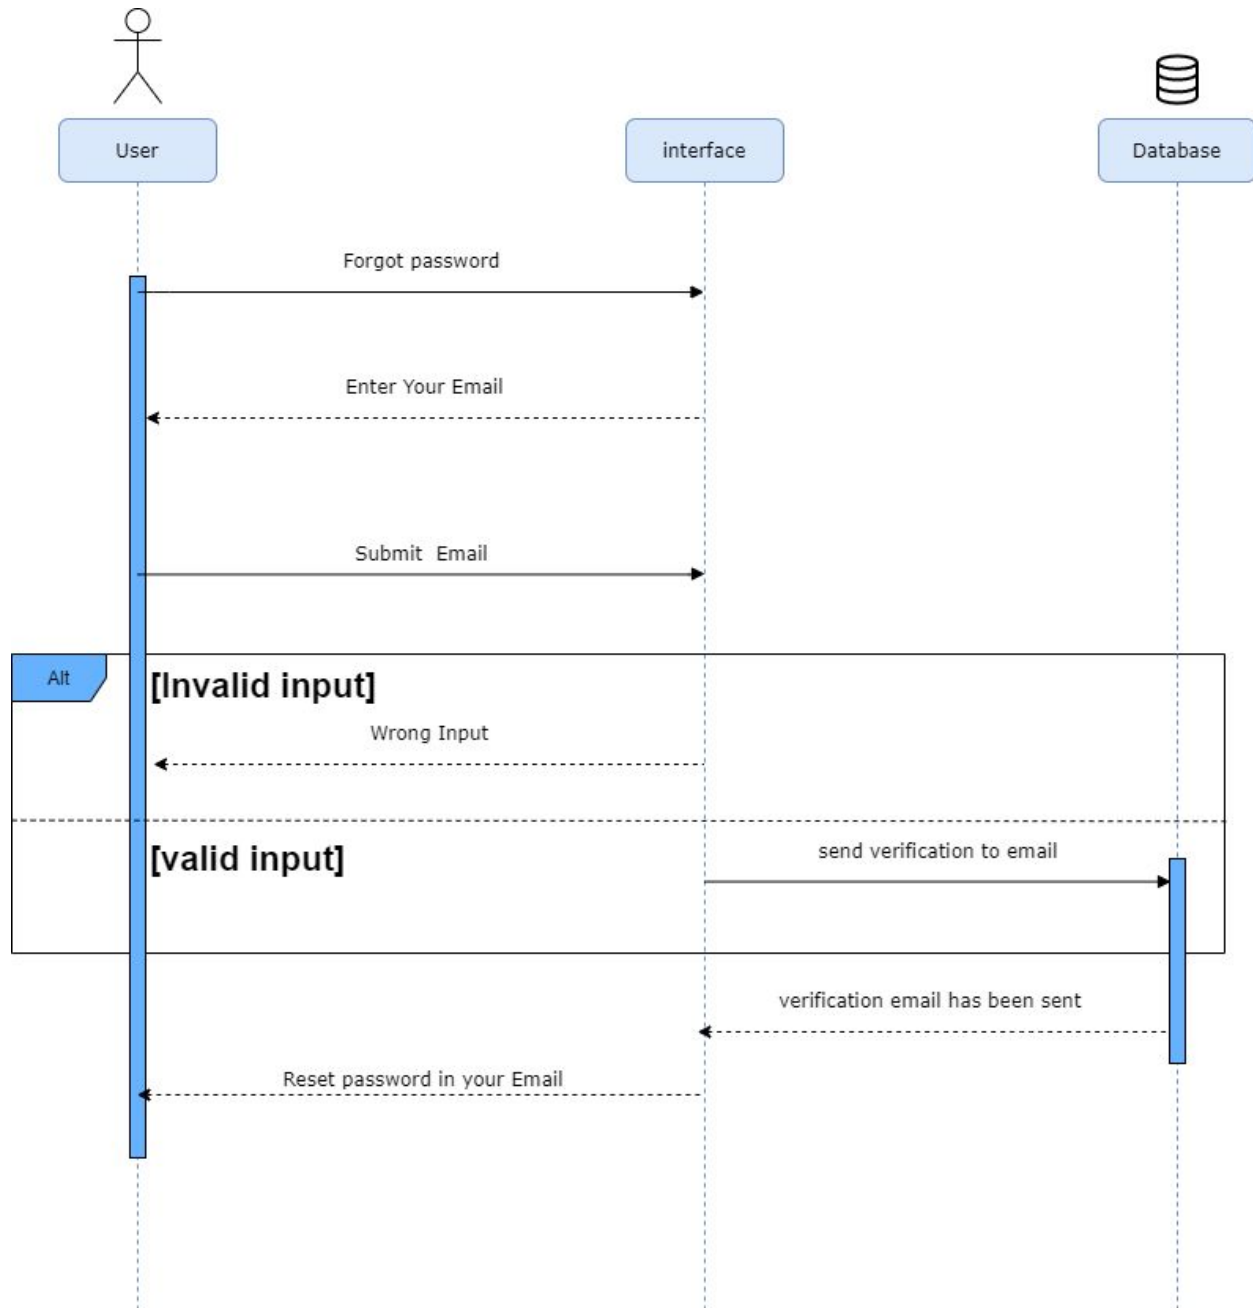 User
interface
Database
Forgot password
Enter Your Email
Submit  Email
Alt
[Invalid input]
Wrong Input
[valid input]
send verification to email
verification email has been sent
Reset password in your Email